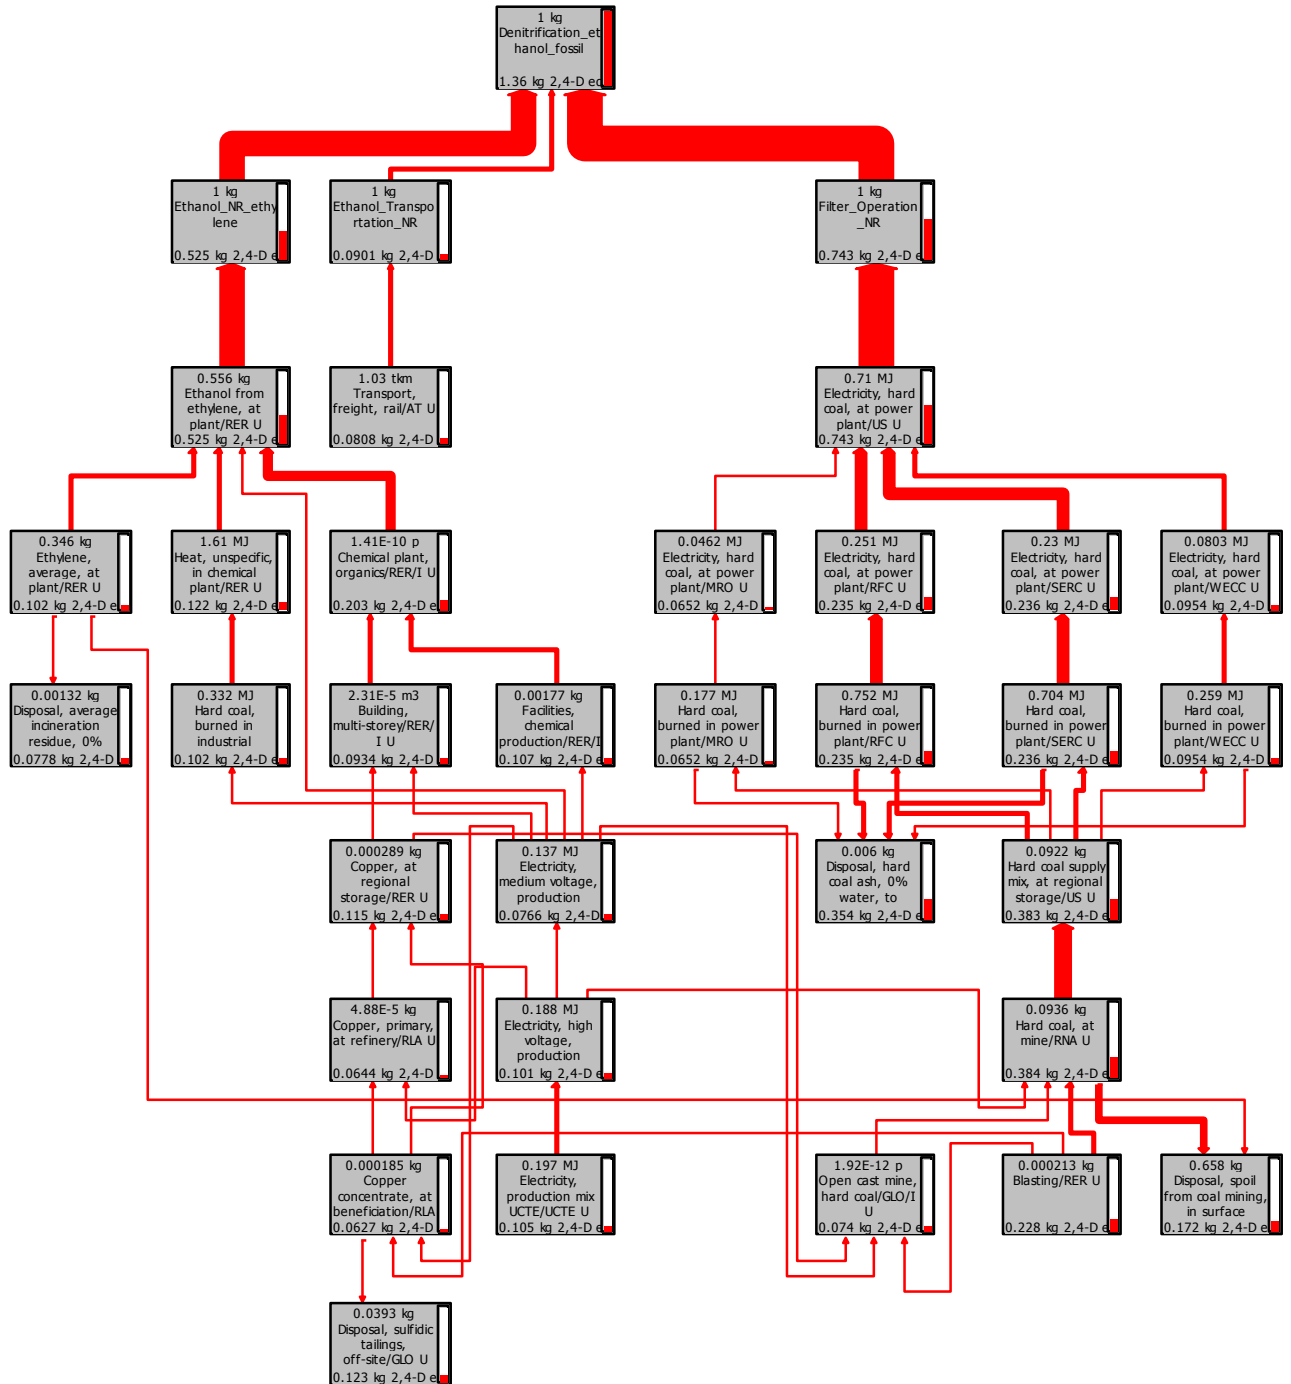 1 kg
Denitrification_et
hanol_fossil
1.36 kg 2,4-D eq
1 kg
Ethanol_NR_ethy
lene
0.525 kg 2,4-D e
1 kg
Ethanol_Transpo
rtation_NR
0.0901 kg 2,4-D
1 kg
Filter_Operation
_NR
0.743 kg 2,4-D e
0.556 kg
Ethanol from
ethylene, at
plant/RER U
0.525 kg 2,4-D e
1.03 tkm
Transport,
freight, rail/AT U
0.0808 kg 2,4-D
0.71 MJ
Electricity, hard
coal, at power
plant/US U
0.743 kg 2,4-D e
0.346 kg
Ethylene,
average, at
plant/RER U
0.102 kg 2,4-D e
1.61 MJ
Heat, unspecific,
in chemical
plant/RER U
0.122 kg 2,4-D e
1.41E-10 p
Chemical plant,
organics/RER/I U
0.203 kg 2,4-D e
0.0462 MJ
Electricity, hard
coal, at power
plant/MRO U
0.0652 kg 2,4-D
0.251 MJ
Electricity, hard
coal, at power
plant/RFC U
0.235 kg 2,4-D e
0.23 MJ
Electricity, hard
coal, at power
plant/SERC U
0.236 kg 2,4-D e
0.0803 MJ
Electricity, hard
coal, at power
plant/WECC U
0.0954 kg 2,4-D
0.00132 kg
Disposal, average
incineration
residue, 0%
0.0778 kg 2,4-D
0.332 MJ
Hard coal,
burned in
industrial
0.102 kg 2,4-D e
2.31E-5 m3
Building,
multi-storey/RER/
I U
0.0934 kg 2,4-D
0.00177 kg
Facilities,
chemical
production/RER/I
0.107 kg 2,4-D e
0.177 MJ
Hard coal,
burned in power
plant/MRO U
0.0652 kg 2,4-D
0.752 MJ
Hard coal,
burned in power
plant/RFC U
0.235 kg 2,4-D e
0.704 MJ
Hard coal,
burned in power
plant/SERC U
0.236 kg 2,4-D e
0.259 MJ
Hard coal,
burned in power
plant/WECC U
0.0954 kg 2,4-D
0.000289 kg
Copper, at
regional
storage/RER U
0.115 kg 2,4-D e
0.137 MJ
Electricity,
medium voltage,
production
0.0766 kg 2,4-D
0.006 kg
Disposal, hard
coal ash, 0%
water, to
0.354 kg 2,4-D e
0.0922 kg
Hard coal supply
mix, at regional
storage/US U
0.383 kg 2,4-D e
4.88E-5 kg
Copper, primary,
at refinery/RLA U
0.0644 kg 2,4-D
0.188 MJ
Electricity, high
voltage,
production
0.101 kg 2,4-D e
0.0936 kg
Hard coal, at
mine/RNA U
0.384 kg 2,4-D e
0.000185 kg
Copper
concentrate, at
beneficiation/RLA
0.0627 kg 2,4-D
0.197 MJ
Electricity,
production mix
UCTE/UCTE U
0.105 kg 2,4-D e
1.92E-12 p
Open cast mine,
hard coal/GLO/I
U
0.074 kg 2,4-D e
0.000213 kg
Blasting/RER U
0.228 kg 2,4-D e
0.658 kg
Disposal, spoil
from coal mining,
in surface
0.172 kg 2,4-D e
0.0393 kg
Disposal, sulfidic
tailings,
off-site/GLO U
0.123 kg 2,4-D e